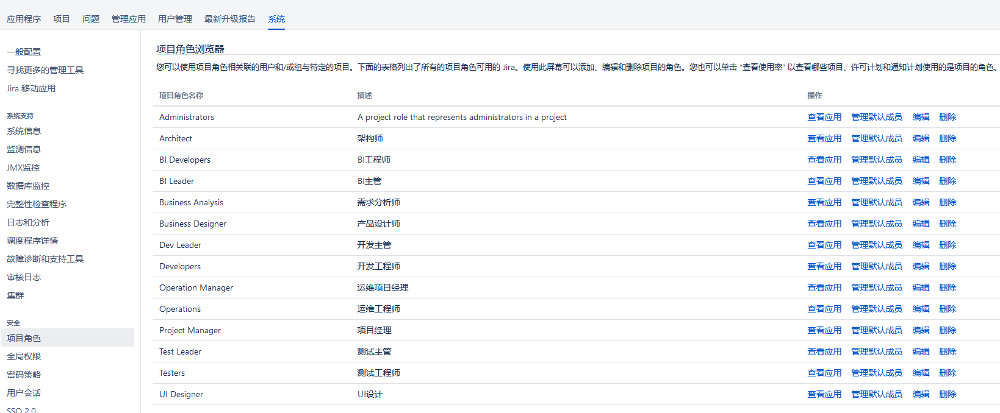 应用程序 项目 问题 管理应用 用户管理 最新升级报告 系统
一般配置
寻找更多的管理工具
Jira 移动应用
系统支持
系统信息
监测信息
JMX监控
数据库监控
完整性检查程序
日志和分析
调度程序详情
故障诊断和支持工具
审核日志
集群
安全
项目角色
全局权限
密码策略
用户会话
SSO 2.0
项目角色浏览器
您可以使用项目角色相关联的用户和/或组与特定的项目。下面的表格列出了所有的项目角色可用的 Jira。使用此屏幕可以添加、编辑和删除项目的角色。您也可以单击 “查看使用率” 以查看哪些项目、许可计划和通知计划使用的是项目的角色。
项目角色名称 描述 操作
Administrators A project role that represents administrators in a project 查看应用 管理默认成员 编辑 删除
Architect 架构师 查看应用 管理默认成员 编辑 删除
BI Developers BI工程师 查看应用 管理默认成员 编辑 删除
BI Leader BI主管 查看应用 管理默认成员 编辑 删除
Business Analysis 需求分析师 查看应用 管理默认成员 编辑 删除
Business Designer 产品设计师 查看应用 管理默认成员 编辑 删除
Dev Leader 开发主管 查看应用 管理默认成员 编辑 删除
Developers 开发工程师 查看应用 管理默认成员 编辑 删除
Operation Manager 运维项目经理 查看应用 管理默认成员 编辑 删除
Operations 运维工程师 查看应用 管理默认成员 编辑 删除
Project Manager 项目经理 查看应用 管理默认成员 编辑 删除
Test Leader 测试主管 查看应用 管理默认成员 编辑 删除
Testers 测试工程师 查看应用 管理默认成员 编辑 删除
UI Designer UI设计 查看应用 管理默认成员 编辑 删除